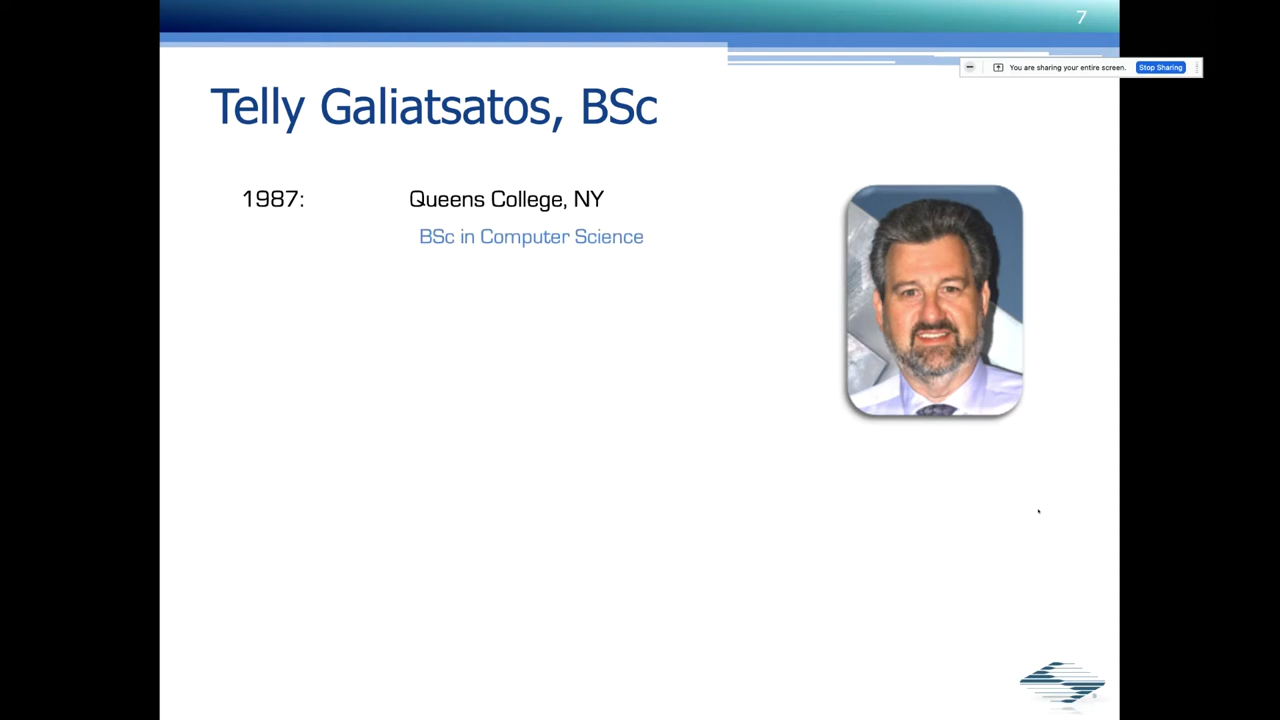 7
You are sharing your entire screen.
Stop Sharing
Telly Galiatsatos, BSc
1987:
Queens College, NY
BSc in Computer Science